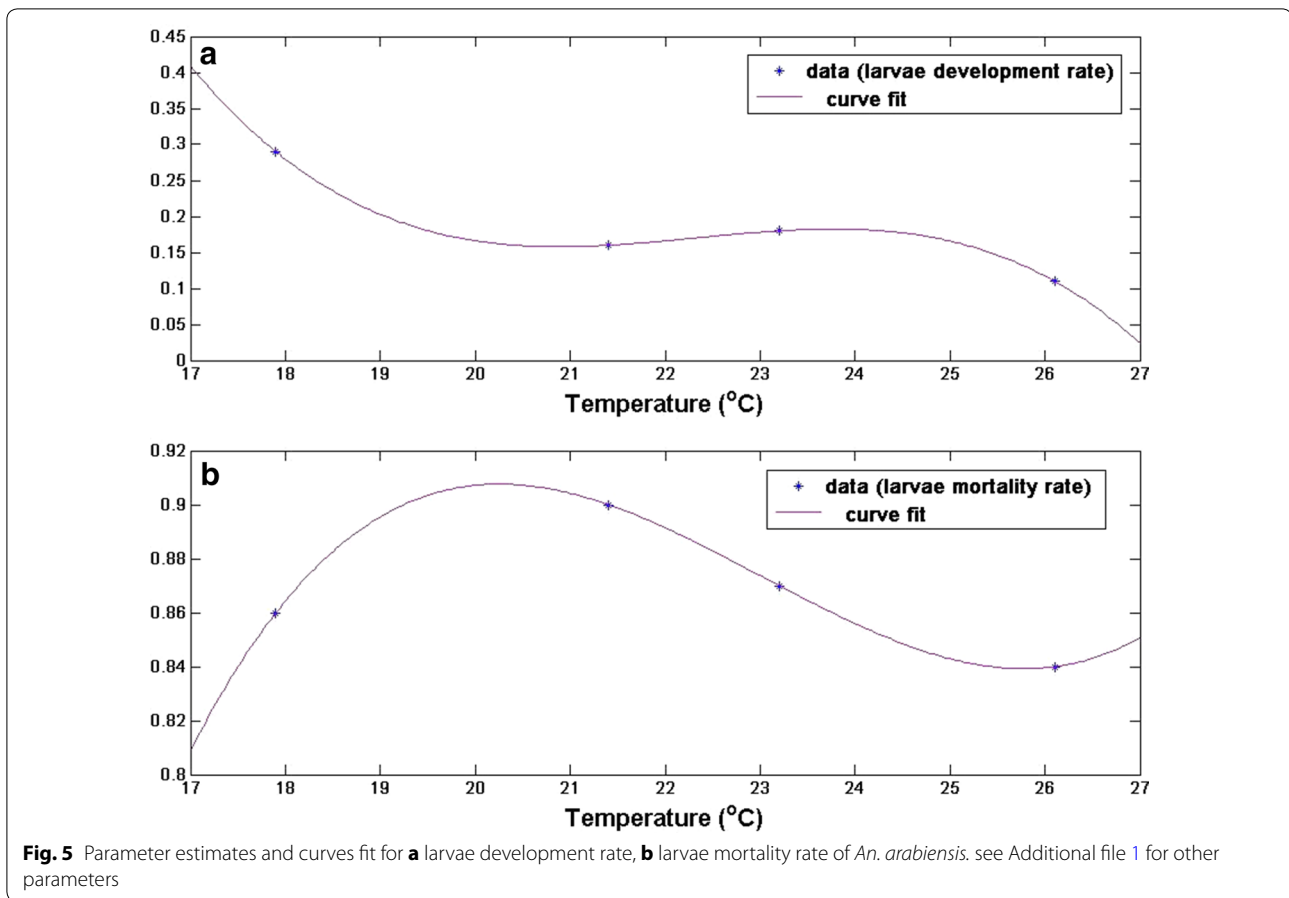 a
0.45
0.4
0.35
0.3
0.25
0.2
0.15
0.1
0.05
0
data (larvae development rate)
curve fit
17 18 19 20 21 22 23 24 25 26 27
Temperature (°C)
b
0.92
0.9
0.88
0.86
0.84
0.82
0.8
data (larvae mortality rate)
curve fit
17 18 19 20 21 22 23 24 25 26 27
Temperature (°C)
Fig. 5 Parameter estimates and curves fit for a larvae development rate, b larvae mortality rate of An. arabiensis. see Additional file 1 for other
parameters